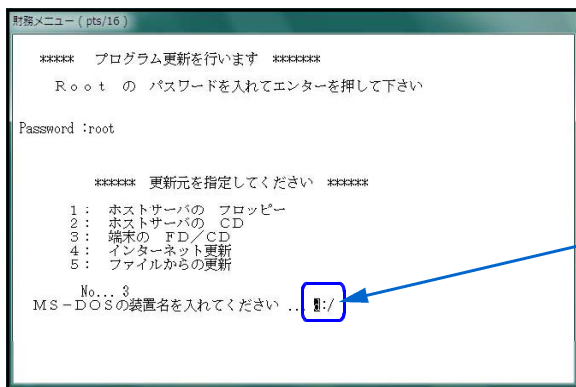 財務メニュー ( pts/16 )
***** プログラム更新を行います *******
Ｒｏｏｔ の パスワードを入れてエンターを押して下さい
Password :root
****** 更新元を指定してください ******
１： ホストサーバの フロッピー
２： ホストサーバの ＣＤ
３： 端末の ＦＤ／ＣＤ
４： インターネット更新
５： ファイルからの更新
No... 3
ＭＳ－ＤＯＳの装置名を入れてください ... :/